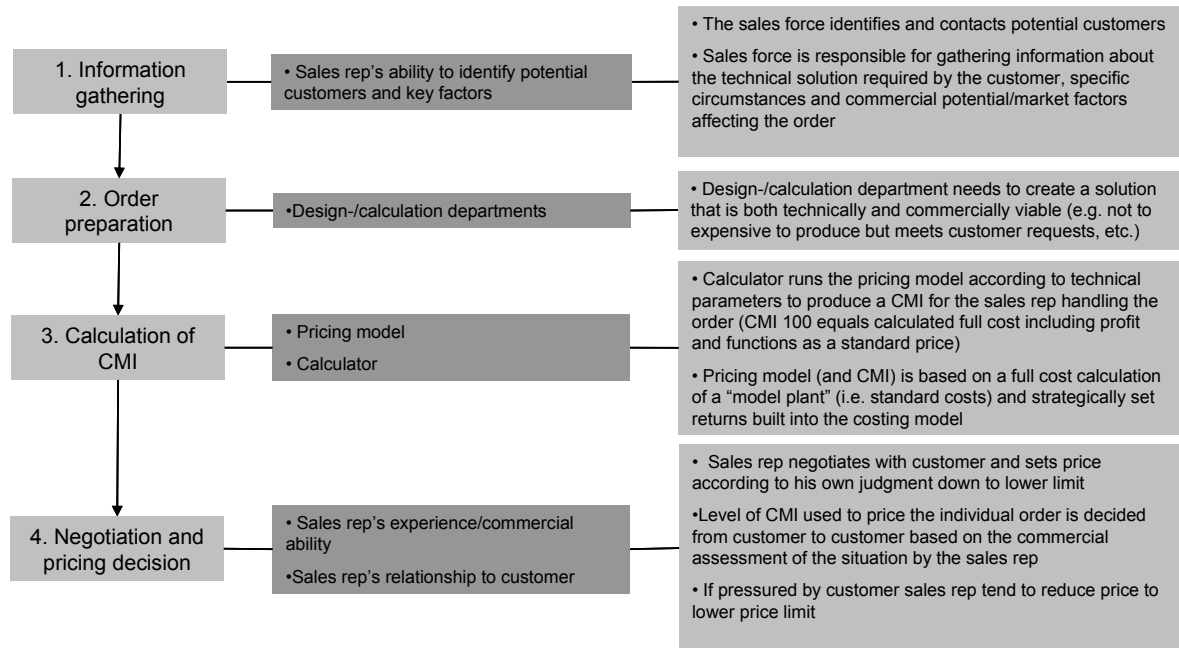 1. Information
gathering
• Sales rep's ability to identify potential
customers and key factors
• The sales force identifies and contacts potential customers
• Sales force is responsible for gathering information about
the technical solution required by the customer, specific
circumstances and commercial potential/market factors
affecting the order
2. Order
preparation
•Design-/calculation departments
• Design-/calculation department needs to create a solution
that is both technically and commercially viable (e.g. not to
expensive to produce but meets customer requests, etc.)
3. Calculation of
CMI
• Pricing model
• Calculator
• Calculator runs the pricing model according to technical
parameters to produce a CMI for the sales rep handling the
order (CMI 100 equals calculated full cost including profit
and functions as a standard price)
• Pricing model (and CMI) is based on a full cost calculation
of a “model plant” (i.e. standard costs) and strategically set
returns built into the costing model
4. Negotiation and
pricing decision
• Sales rep's experience/commercial
ability
•Sales rep's relationship to customer
• Sales rep negotiates with customer and sets price
according to his own judgment down to lower limit
•Level of CMI used to price the individual order is decided
from customer to customer based on the commercial
assessment of the situation by the sales rep
• If pressured by customer sales rep tend to reduce price to
lower price limit